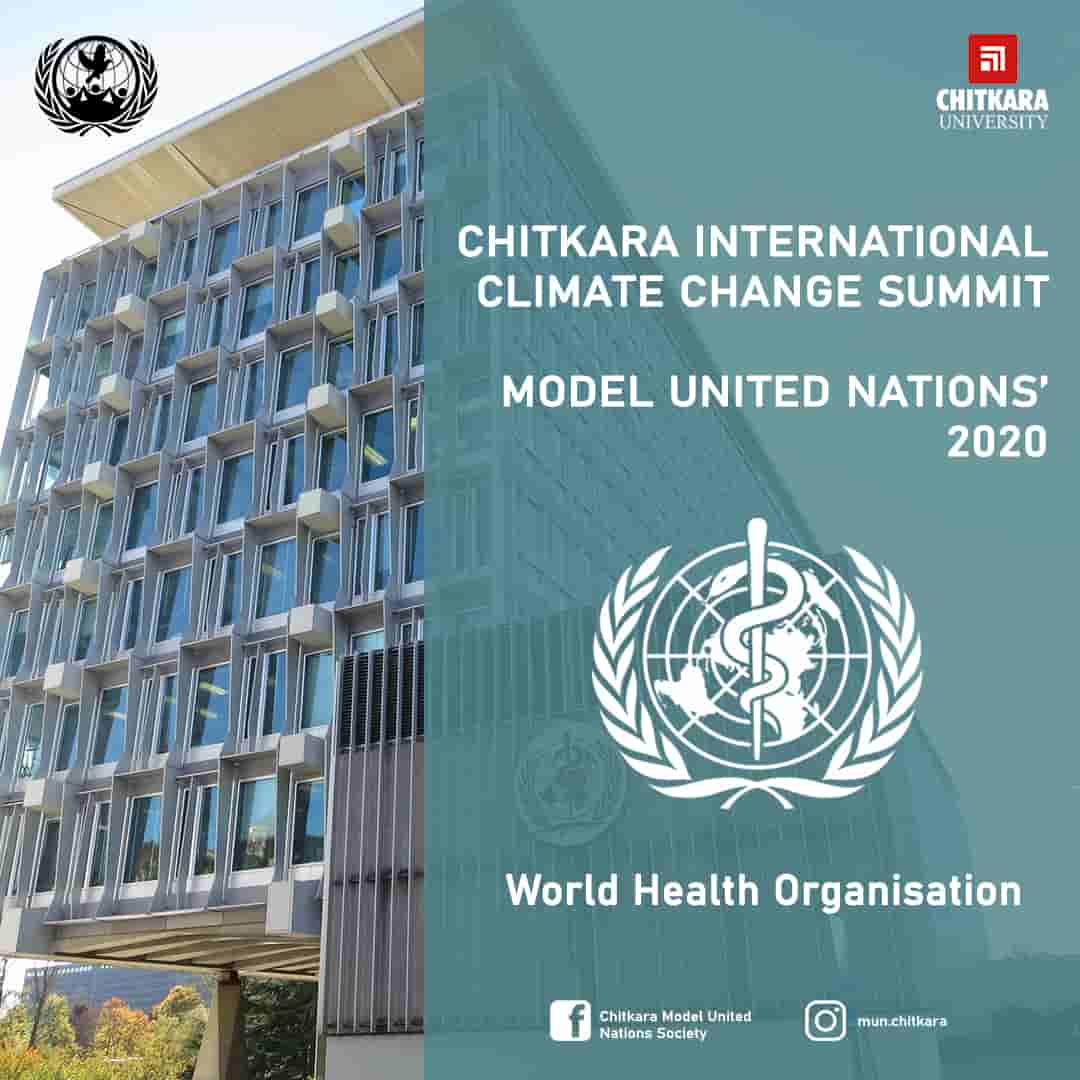 CHITKARA
UNIVERSITY
CHITKARA INTERNATIONAL
CLIMATE CHANGE SUMMIT
MODEL UNITED NATIONS’
2020
World Health Organisation
Chitkara Model United
Nations Society
mun.chitkara